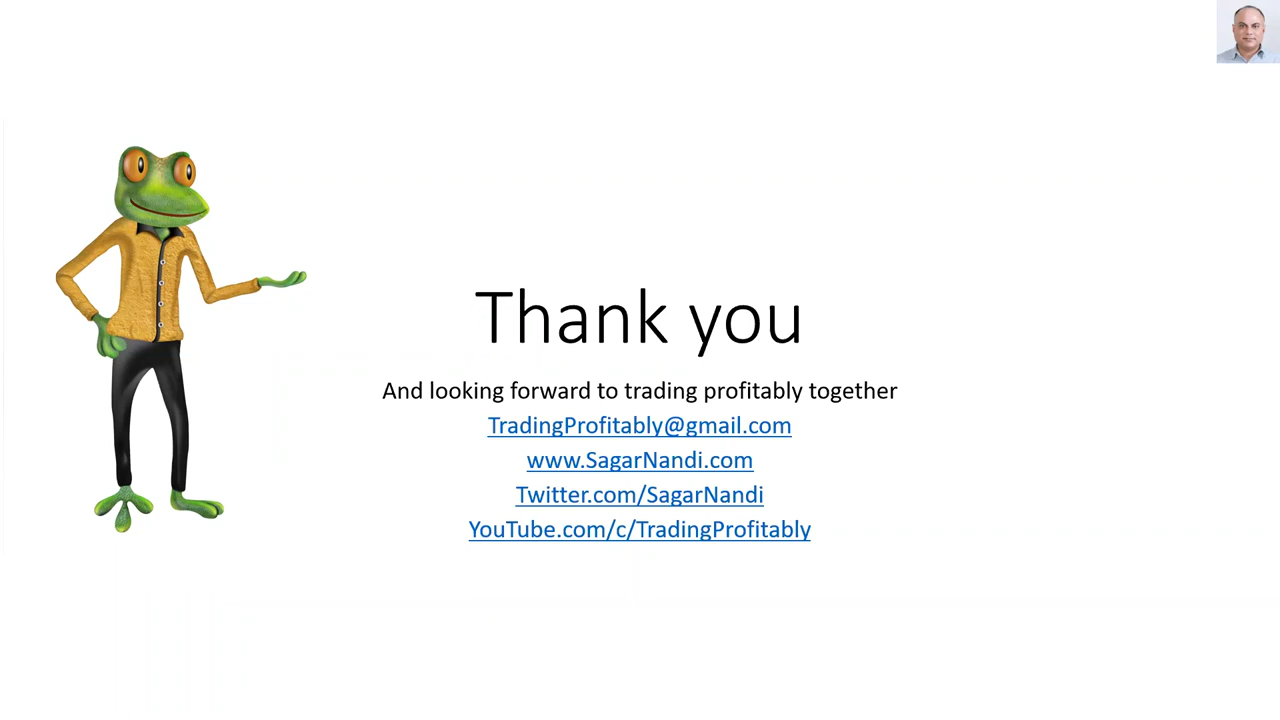 Thank you
And looking forward to trading profitably together
TradingProfitably@gmail.com
www.SagarNandi.com
Twitter.com/SagarNandi
YouTube.com/c/TradingProfitably